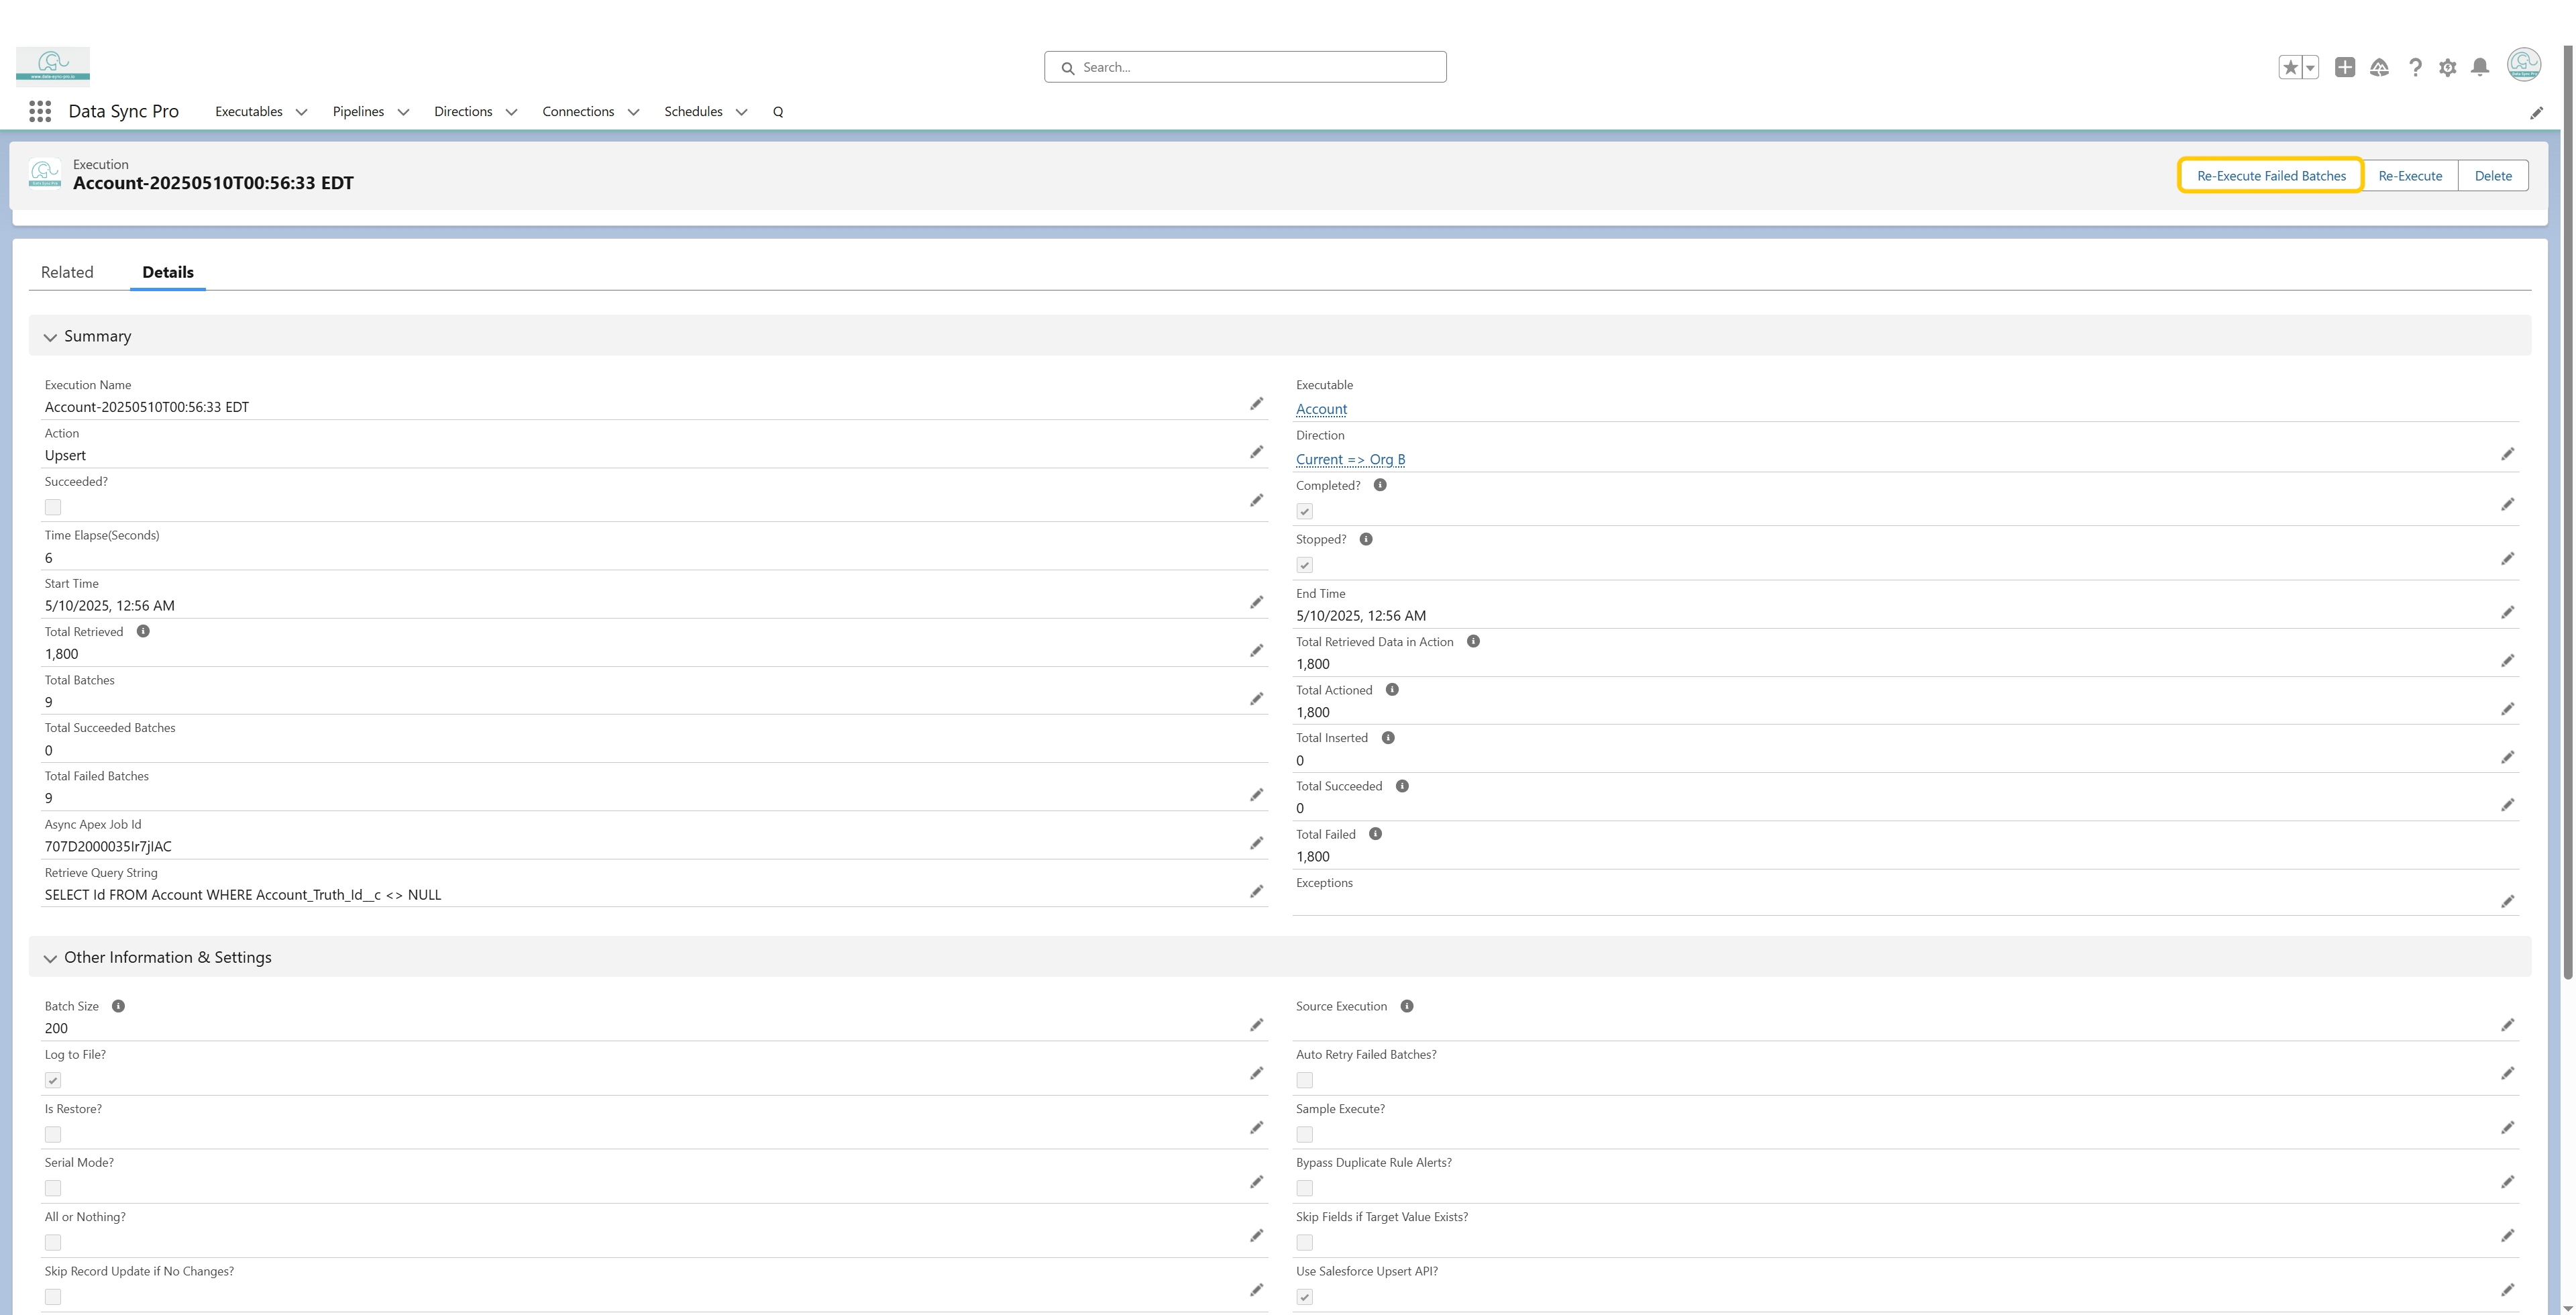 www.data-sync-pro.io
Search...
Data Sync Pro
Data Sync Pro Executables Pipelines Directions Connections Schedules Q
Execution
Account-20250510T00:56:33 EDT
Re-Execute Failed Batches Re-Execute Delete
Related Details
Summary
Execution Name
Account-20250510T00:56:33 EDT
Action
Upsert
Succeeded?
Time Elapse(Seconds)
6
Start Time
5/10/2025, 12:56 AM
Total Retrieved
1,800
Total Batches
9
Total Succeeded Batches
0
Total Failed Batches
9
Async Apex Job Id
707D2000035Ir7jIAC
Retrieve Query String
SELECT Id FROM Account WHERE Account_Truth_Id__c <> NULL
Executable
Account
Direction
Current => Org B
Completed?
Stopped?
End Time
5/10/2025, 12:56 AM
Total Retrieved Data in Action
1,800
Total Actioned
1,800
Total Inserted
0
Total Succeeded
0
Total Failed
1,800
Exceptions
Other Information & Settings
Batch Size
200
Log to File?
Is Restore?
Serial Mode?
All or Nothing?
Skip Record Update if No Changes?
Source Execution
Auto Retry Failed Batches?
Sample Execute?
Bypass Duplicate Rule Alerts?
Skip Fields if Target Value Exists?
Use Salesforce Upsert API?